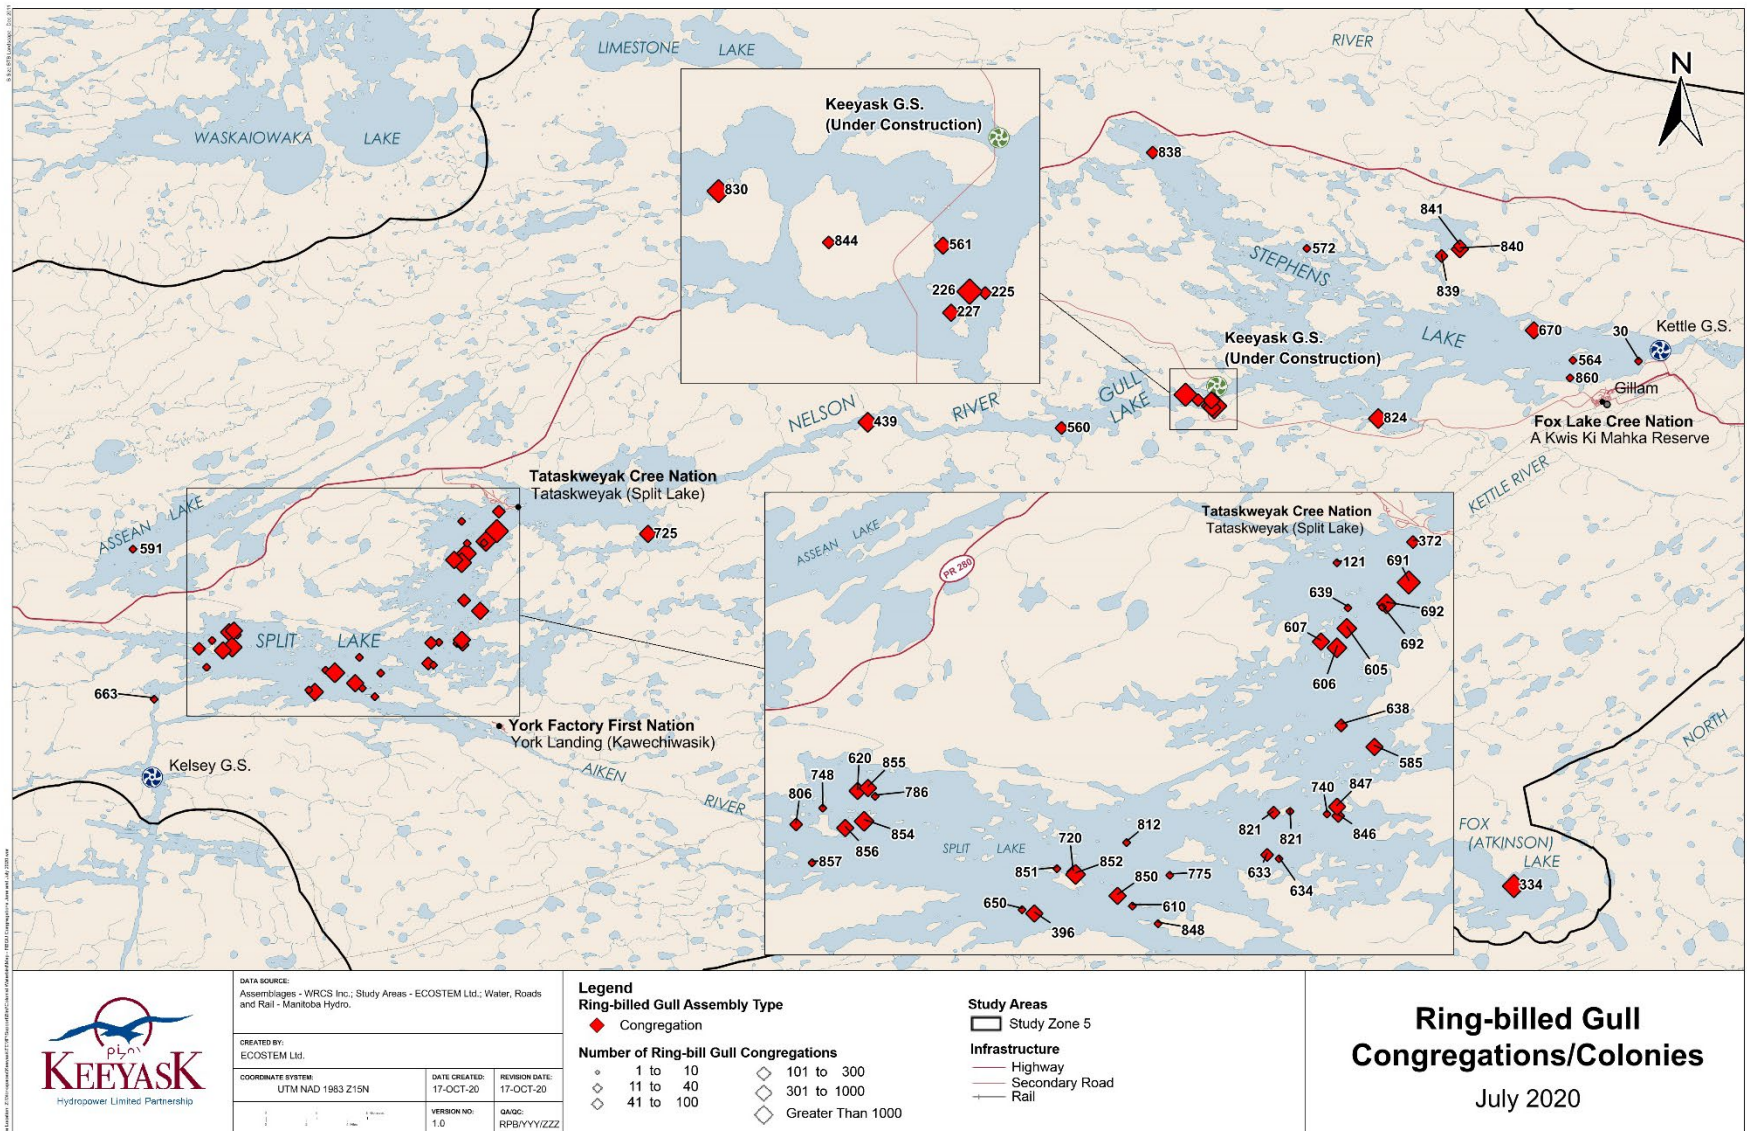 LIMESTONE LAKE
RIVER
N
WASKAIOWAKA LAKE
Keeyask G.S.
(Under Construction)
830
844
561
226
225
227
838
572
STEPHENS
LAKE
841
840
839
670
30
Kettle G.S.
564
860
Gillam
Fox Lake Cree Nation
A Kwis Ki Mahka Reserve
Keeyask G.S.
(Under Construction)
824
GULL
LAKE
NELSON RIVER
439
560
KETTLE RIVER
Tataskweyak Cree Nation
Tataskweyak (Split Lake)
725
ASSEAN LAKE
591
SPLIT LAKE
663
York Factory First Nation
York Landing (Kawechiwasik)
Kelsey G.S.
AIKEN
RIVER
ASSEAN LAKE
PR 280
Tataskweyak Cree Nation
Tataskweyak (Split Lake)
372
121
691
639
692
692
607
605
606
638
585
620
855
748
786
806
854
856
857
SPLIT LAKE
812
720
852
851
850
775
650
610
396
848
740
847
821
821
846
633
634
NORTH
FOX
(ATKINSON)
LAKE
334
ᑭᔮᐢᐠ
KEEYASK
Hydropower Limited Partnership
DATA SOURCE:
Assemblages - WRCS Inc.; Study Areas - ECOSTEM Ltd.; Water, Roads
and Rail - Manitoba Hydro.
CREATED BY:
ECOSTEM Ltd.
COORDINATE SYSTEM:
UTM NAD 1983 Z15N
DATE CREATED:
17-OCT-20
REVISION DATE:
17-OCT-20
VERSION NO:
1.0
QA/QC:
RPB/YYY/ZZZ
Legend
Ring-billed Gull Assembly Type
Congregation
Number of Ring-bill Gull Congregations
1 to 10
11 to 40
41 to 100
101 to 300
301 to 1000
Greater Than 1000
Study Areas
Study Zone 5
Infrastructure
Highway
Secondary Road
Rail
Ring-billed Gull
Congregations/Colonies
July 2020